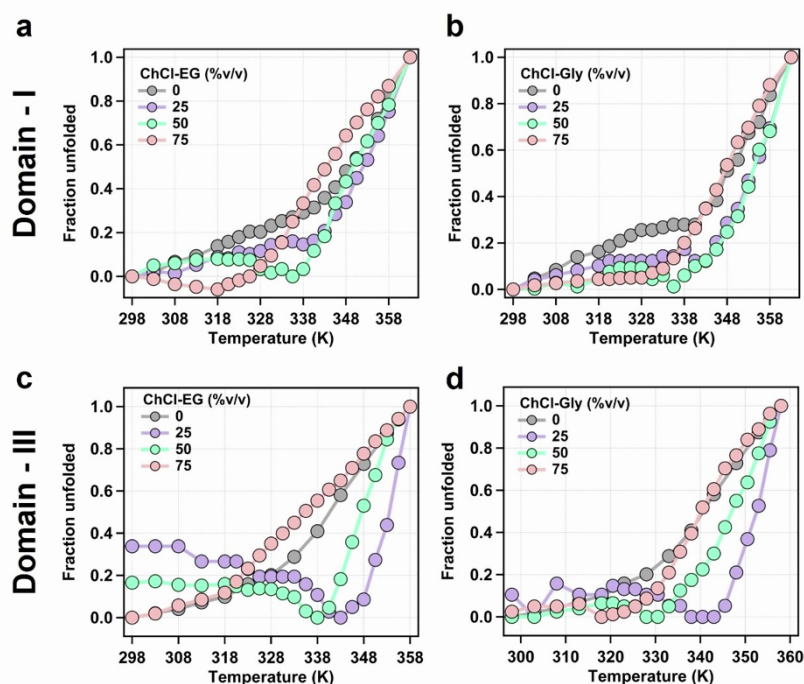 a
b
Domain - I
Fraction unfolded
1.0
0.8
0.6
0.4
0.2
0.0
ChCl-EG (%v/v)
0
25
50
75
298 308 318 328 338 348 358
Temperature (K)
Fraction unfolded
1.0
0.8
0.6
0.4
0.2
0.0
ChCl-Gly (%v/v)
0
25
50
75
298 308 318 328 338 348 358
Temperature (K)
c
d
Domain - III
Fraction unfolded
1.0
0.8
0.6
0.4
0.2
0.0
ChCl-EG (%v/v)
0
25
50
75
298 308 318 328 338 348 358
Temperature (K)
Fraction unfolded
1.0
0.8
0.6
0.4
0.2
0.0
ChCl-Gly (%v/v)
0
25
50
75
300 310 320 330 340 350 360
Temperature (K)